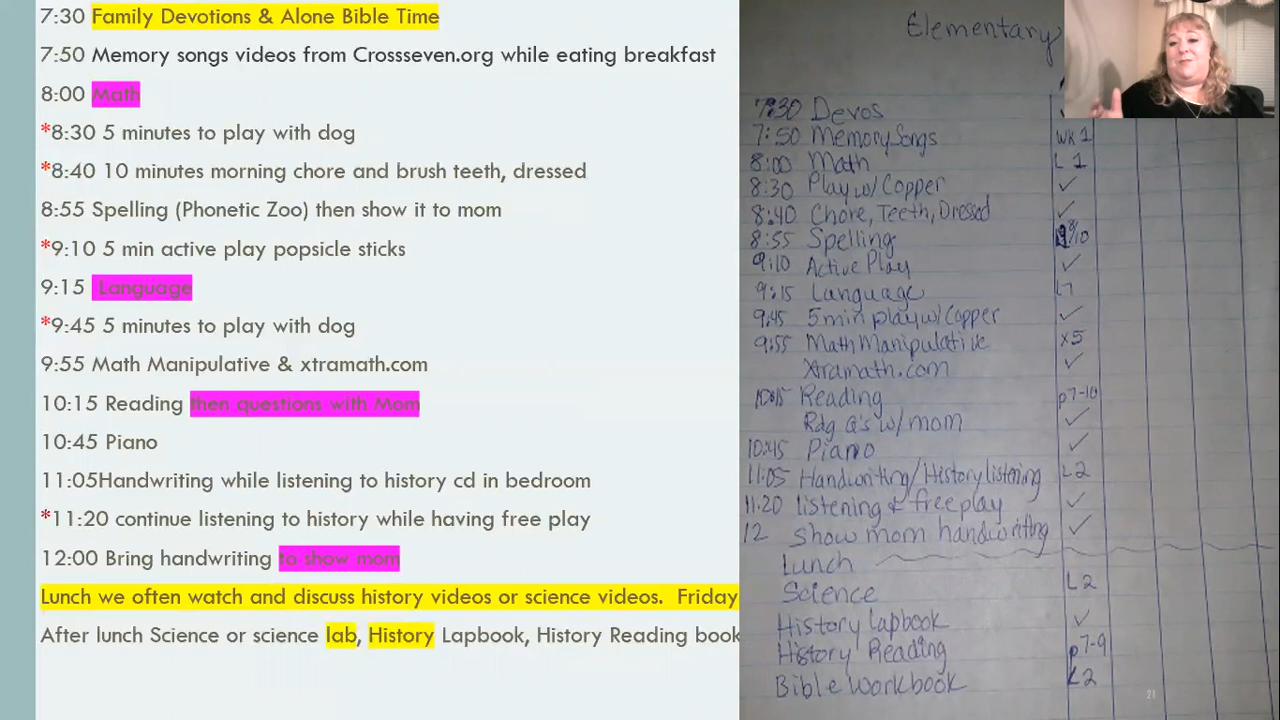 7:30 Family Devotions & Alone Bible Time
7:50 Memory songs videos from Crossseven.org while eating breakfast
8:00 Math
*8:30 5 minutes to play with dog
*8:40 10 minutes morning chore and brush teeth, dressed
8:55 Spelling (Phonetic Zoo) then show it to mom
*9:10 5 min active play popsicle sticks
9:15 Language
*9:45 5 minutes to play with dog
9:55 Math Manipulative & xtramath.com
10:15 Reading then questions with Mom
10:45 Piano
11:05Handwriting while listening to history cd in bedroom
*11:20 continue listening to history while having free play
12:00 Bring handwriting to show mom
Lunch we often watch and discuss history videos or science videos. Friday
After lunch Science or science lab, History Lapbook, History Reading book
Elementary
7:30 Devos
7:50 Memory Songs WK 1
8:00 Math L 1
8:30 Play w/ Copper ✓
8:40 Chore, Teeth, Dressed ✓
8:55 Spelling
9:10 Active Play ✓
9:15 Language
9:45 5 min play w/ Copper ✓
9:55 Math Manipulative x5
Xtramath.com ✓
10:15 Reading p7-10
Rdg Q's w/ mom ✓
10:45 Piano ✓
11:05 Handwriting/History listening L2
11:20 listening & freeplay ✓
12 show mom handwriting ✓
Lunch
Science L2
History lapbook ✓
History Reading p7-9
Bible Workbook L2
21